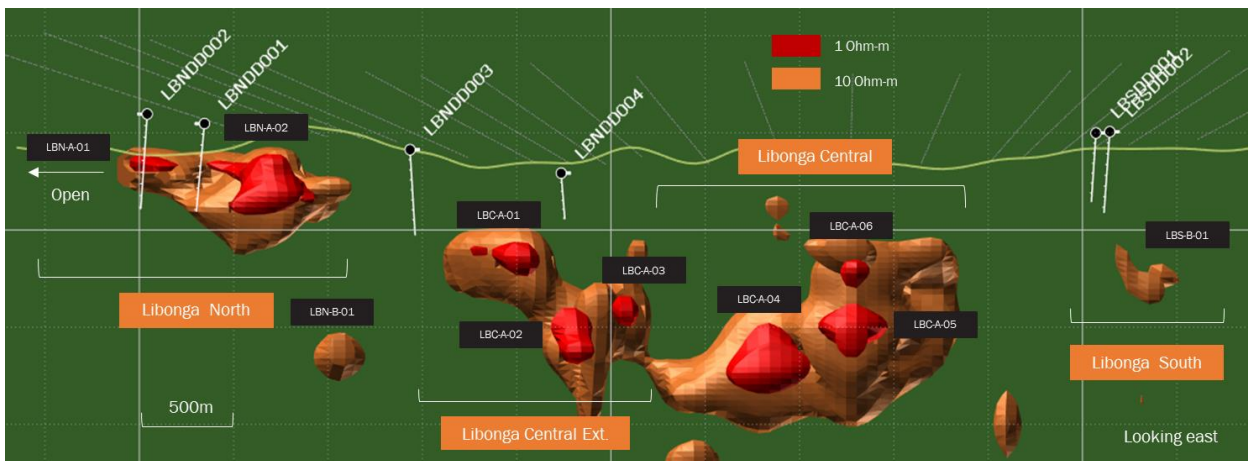 LBNDD002
LBNDD001
LBNDD003
LBNDD004
LBSDD001
LBSDD002
1 Ohm-m
10 Ohm-m
LBN-A-01
LBN-A-02
Open
Libonga Central
LBC-A-01
LBC-A-03
LBC-A-06
LBS-B-01
Libonga North
LBN-B-01
LBC-A-02
LBC-A-04
LBC-A-05
Libonga South
500m
Libonga Central Ext.
Looking east